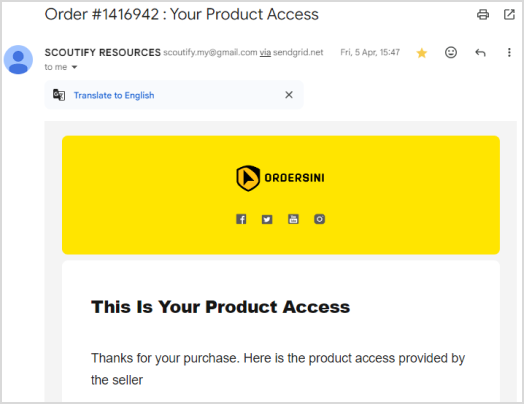 Order #1416942 : Your Product Access
SCOUTIFY RESOURCES scoutify.my@gmail.com via sendgrid.net Fri, 5 Apr, 15:47
to me
Translate to English
ORDERSINI
This Is Your Product Access
Thanks for your purchase. Here is the product access provided by
the seller